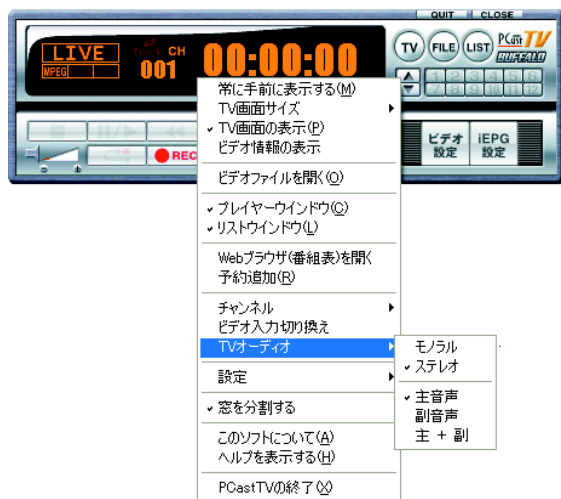 QUIT CLOSE
LIVE
MPEG
Track CH
001
00:00:00
TV FILE LIST
PCast TV
BUFFALO
1 2 3 4 5 6
7 8 9 10 11 12
REC
ビデオ設定
iEPG設定
常に手前に表示する(M)
TV画面サイズ
TV画面の表示(P)
ビデオ情報の表示
ビデオファイルを開く(O)
プレイヤーウインドウ(C)
リストウインドウ(L)
Webブラウザ(番組表)を開く
予約追加(R)
チャンネル
ビデオ入力切り換え
TVオーディオ
設定
窓を分割する
このソフトについて(A)
ヘルプを表示する(H)
PCastTVの終了(X)
モノラル
ステレオ
主音声
副音声
主 + 副